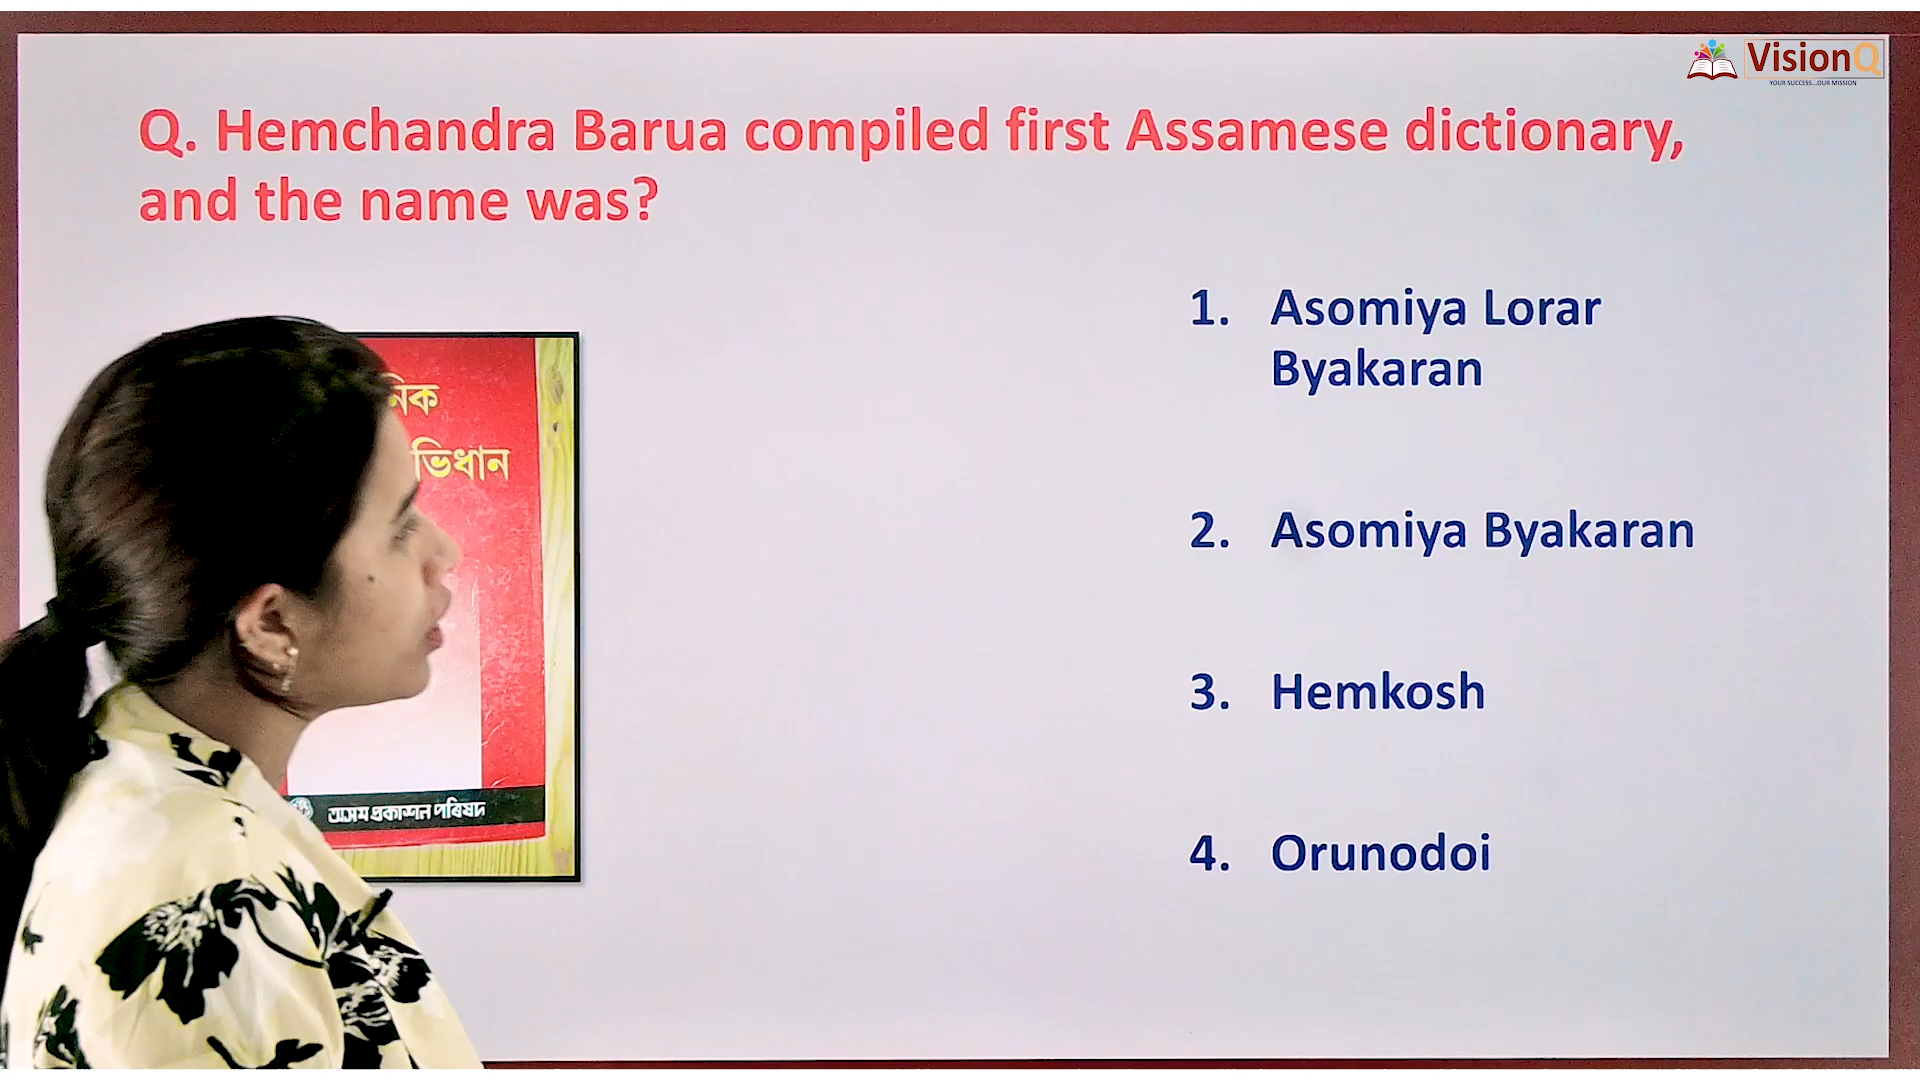 VisionQ
YOUR SUCCESS...OUR MISSION
Q. Hemchandra Barua compiled first Assamese dictionary,
and the name was?
1. Asomiya Lorar
Byakaran
2. Asomiya Byakaran
3. Hemkosh
4. Orunodoi
নিক
ভিধান
অসম প্ৰকাশন পৰিষদ